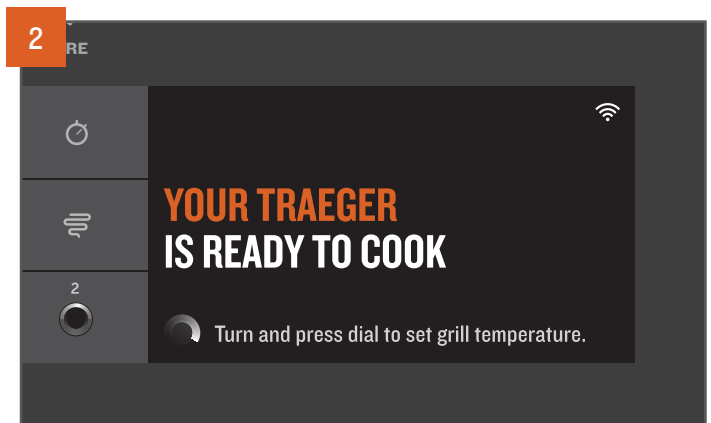 2
RE
YOUR TRAEGER
IS READY TO COOK
2
Turn and press dial to set grill temperature.